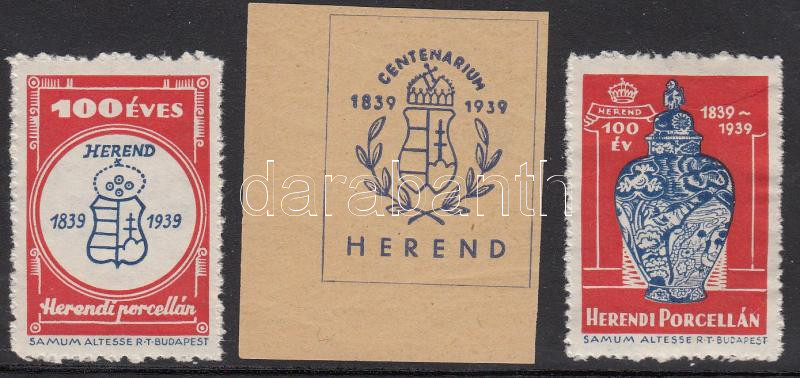 100 ÉVES
HEREND
1839 1939
Herendi porcellán
SAMUM ALTESSE R·T·BUDAPEST
CENTENARIUM
1839 1939
HEREND
HEREND
100
ÉV
1839~
1939
HERENDI PORCELLÁN
SAMUM ALTESSE R·T·BUDAPEST
darabanth